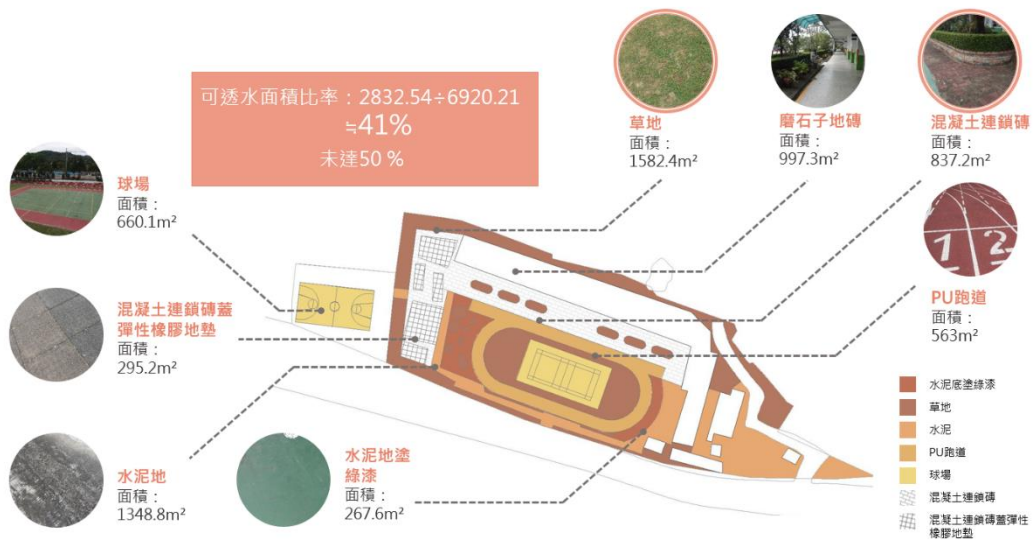 可透水面積比率：2832.54÷6920.21
≒41%
未達50 %
草地
面積：
1582.4m²
磨石子地磚
面積：
997.3m²
混凝土連鎖磚
面積：
837.2m²
球場
面積：
660.1m²
混凝土連鎖磚蓋
彈性橡膠地墊
面積：
295.2m²
PU跑道
面積：
563m²
水泥地
面積：
1348.8m²
水泥地塗
綠漆
面積：
267.6m²
1 2
水泥底塗綠漆
草地
水泥
PU跑道
球場
混凝土連鎖磚
混凝土連鎖磚蓋彈性
橡膠地墊